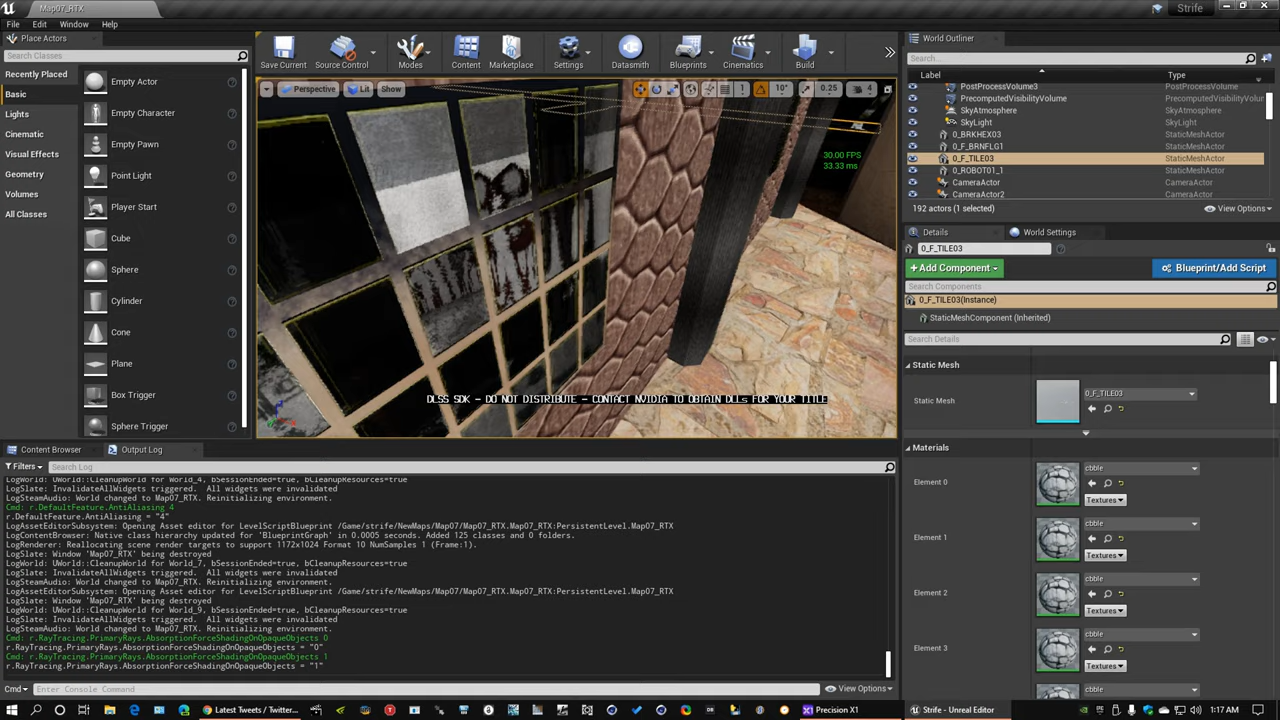 Map07_RTX
Strife
File Edit Window Help
Place Actors
Search Classes
Recently Placed
Basic
Lights
Cinematic
Visual Effects
Geometry
Volumes
All Classes
Empty Actor
Empty Character
Empty Pawn
Point Light
Player Start
Cube
Sphere
Cylinder
Cone
Plane
Box Trigger
Sphere Trigger
Save Current
Source Control
Modes
Content
Marketplace
Settings
Datasmith
Blueprints
Cinematics
Build
Perspective Lit Show
10° 0.25 4
30.00 FPS
33.33 ms
DLSS SDK - DO NOT DISTRIBUTE - CONTACT NVIDIA TO OBTAIN DLLs FOR YOUR TITLE
World Outliner
Search...
Label Type
PostProcessVolume3 PostProcessVolume
PrecomputedVisibilityVolume PrecomputedVisibilityVolum
SkyAtmosphere SkyAtmosphere
SkyLight SkyLight
0_BRKHEX03 StaticMeshActor
0_F_BRNFLG1 StaticMeshActor
0_F_TILE03 StaticMeshActor
0_ROBOT01_1 StaticMeshActor
CameraActor CameraActor
CameraActor2 CameraActor
192 actors (1 selected) View Options
Details World Settings
0_F_TILE03
+Add Component Blueprint/Add Script
Search Components
0_F_TILE03(Instance)
StaticMeshComponent (Inherited)
Search Details
Static Mesh
Static Mesh 0_F_TILE03
Materials
Element 0 cbble
Textures
Element 1 cbble
Textures
Element 2 cbble
Textures
Element 3 cbble
Textures
cbble
Content Browser Output Log
Filters Search Log
LogWorld: UWorld::CleanupWorld for World_4, bSessionEnded=true, bCleanupResources=true
LogSlate: InvalidateAllWidgets triggered.  All widgets were invalidated
LogSteamAudio: World changed to Map07_RTX. Reinitializing environment.
Cmd: r.DefaultFeature.AntiAliasing 4
r.DefaultFeature.AntiAliasing = "4"
LogAssetEditorSubsystem: Opening Asset editor for LevelScriptBlueprint /Game/strife/NewMaps/Map07/Map07_RTX.Map07_RTX:PersistentLevel.Map07_RTX
LogContentBrowser: Native class hierarchy updated for 'BlueprintGraph' in 0.0005 seconds. Added 125 classes and 0 folders.
LogRenderer: Reallocating scene render targets to support 1172x1024 Format 10 NumSamples 1 (Frame:1).
LogSlate: Window 'Map07_RTX' being destroyed
LogWorld: UWorld::CleanupWorld for World_7, bSessionEnded=true, bCleanupResources=true
LogSlate: InvalidateAllWidgets triggered.  All widgets were invalidated
LogSteamAudio: World changed to Map07_RTX. Reinitializing environment.
LogAssetEditorSubsystem: Opening Asset editor for LevelScriptBlueprint /Game/strife/NewMaps/Map07/Map07_RTX.Map07_RTX:PersistentLevel.Map07_RTX
LogSlate: Window 'Map07_RTX' being destroyed
LogWorld: UWorld::CleanupWorld for World_9, bSessionEnded=true, bCleanupResources=true
LogSlate: InvalidateAllWidgets triggered.  All widgets were invalidated
LogSteamAudio: World changed to Map07_RTX. Reinitializing environment.
Cmd: r.RayTracing.PrimaryRays.AbsorptionForceShadingOnOpaqueObjects 0
r.RayTracing.PrimaryRays.AbsorptionForceShadingOnOpaqueObjects = "0"
Cmd: r.RayTracing.PrimaryRays.AbsorptionForceShadingOnOpaqueObjects 1
r.RayTracing.PrimaryRays.AbsorptionForceShadingOnOpaqueObjects = "1"
Cmd Enter Console Command View Options
Latest Tweets / Twitter... Precision X1 Strife - Unreal Editor 1:17 AM